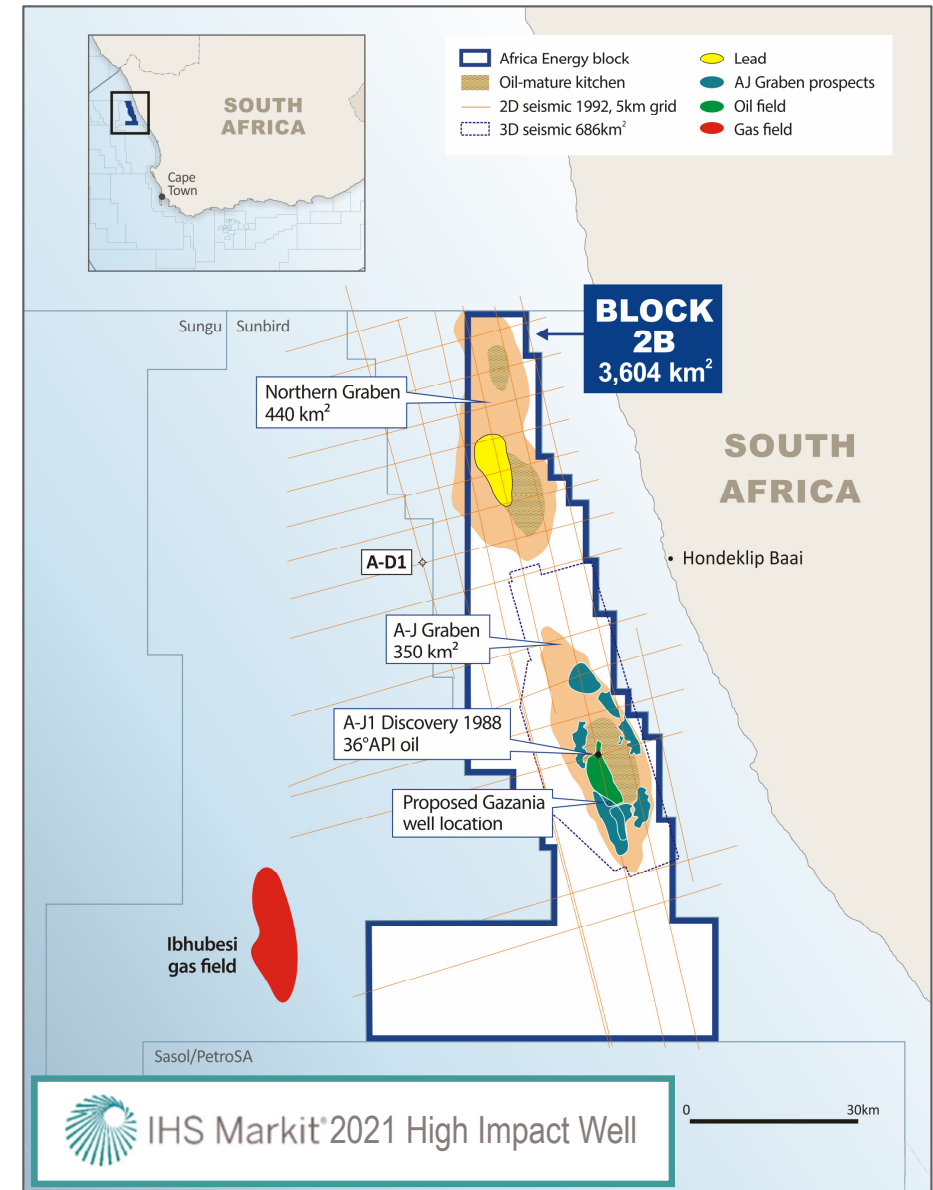 SOUTH
AFRICA
Cape
Town
Africa Energy block
Oil-mature kitchen
2D seismic 1992, 5km grid
3D seismic 686km²
Lead
AJ Graben prospects
Oil field
Gas field
Sungu
Sunbird
BLOCK
2B
3,604 km²
Northern Graben
440 km²
SOUTH
AFRICA
A-D1
Hondeklip Baai
A-J Graben
350 km²
A-J1 Discovery 1988
36°API oil
Proposed Gazania
well location
Ibhubesi
gas field
Sasol/PetroSA
IHS Markit® 2021 High Impact Well
0
30km